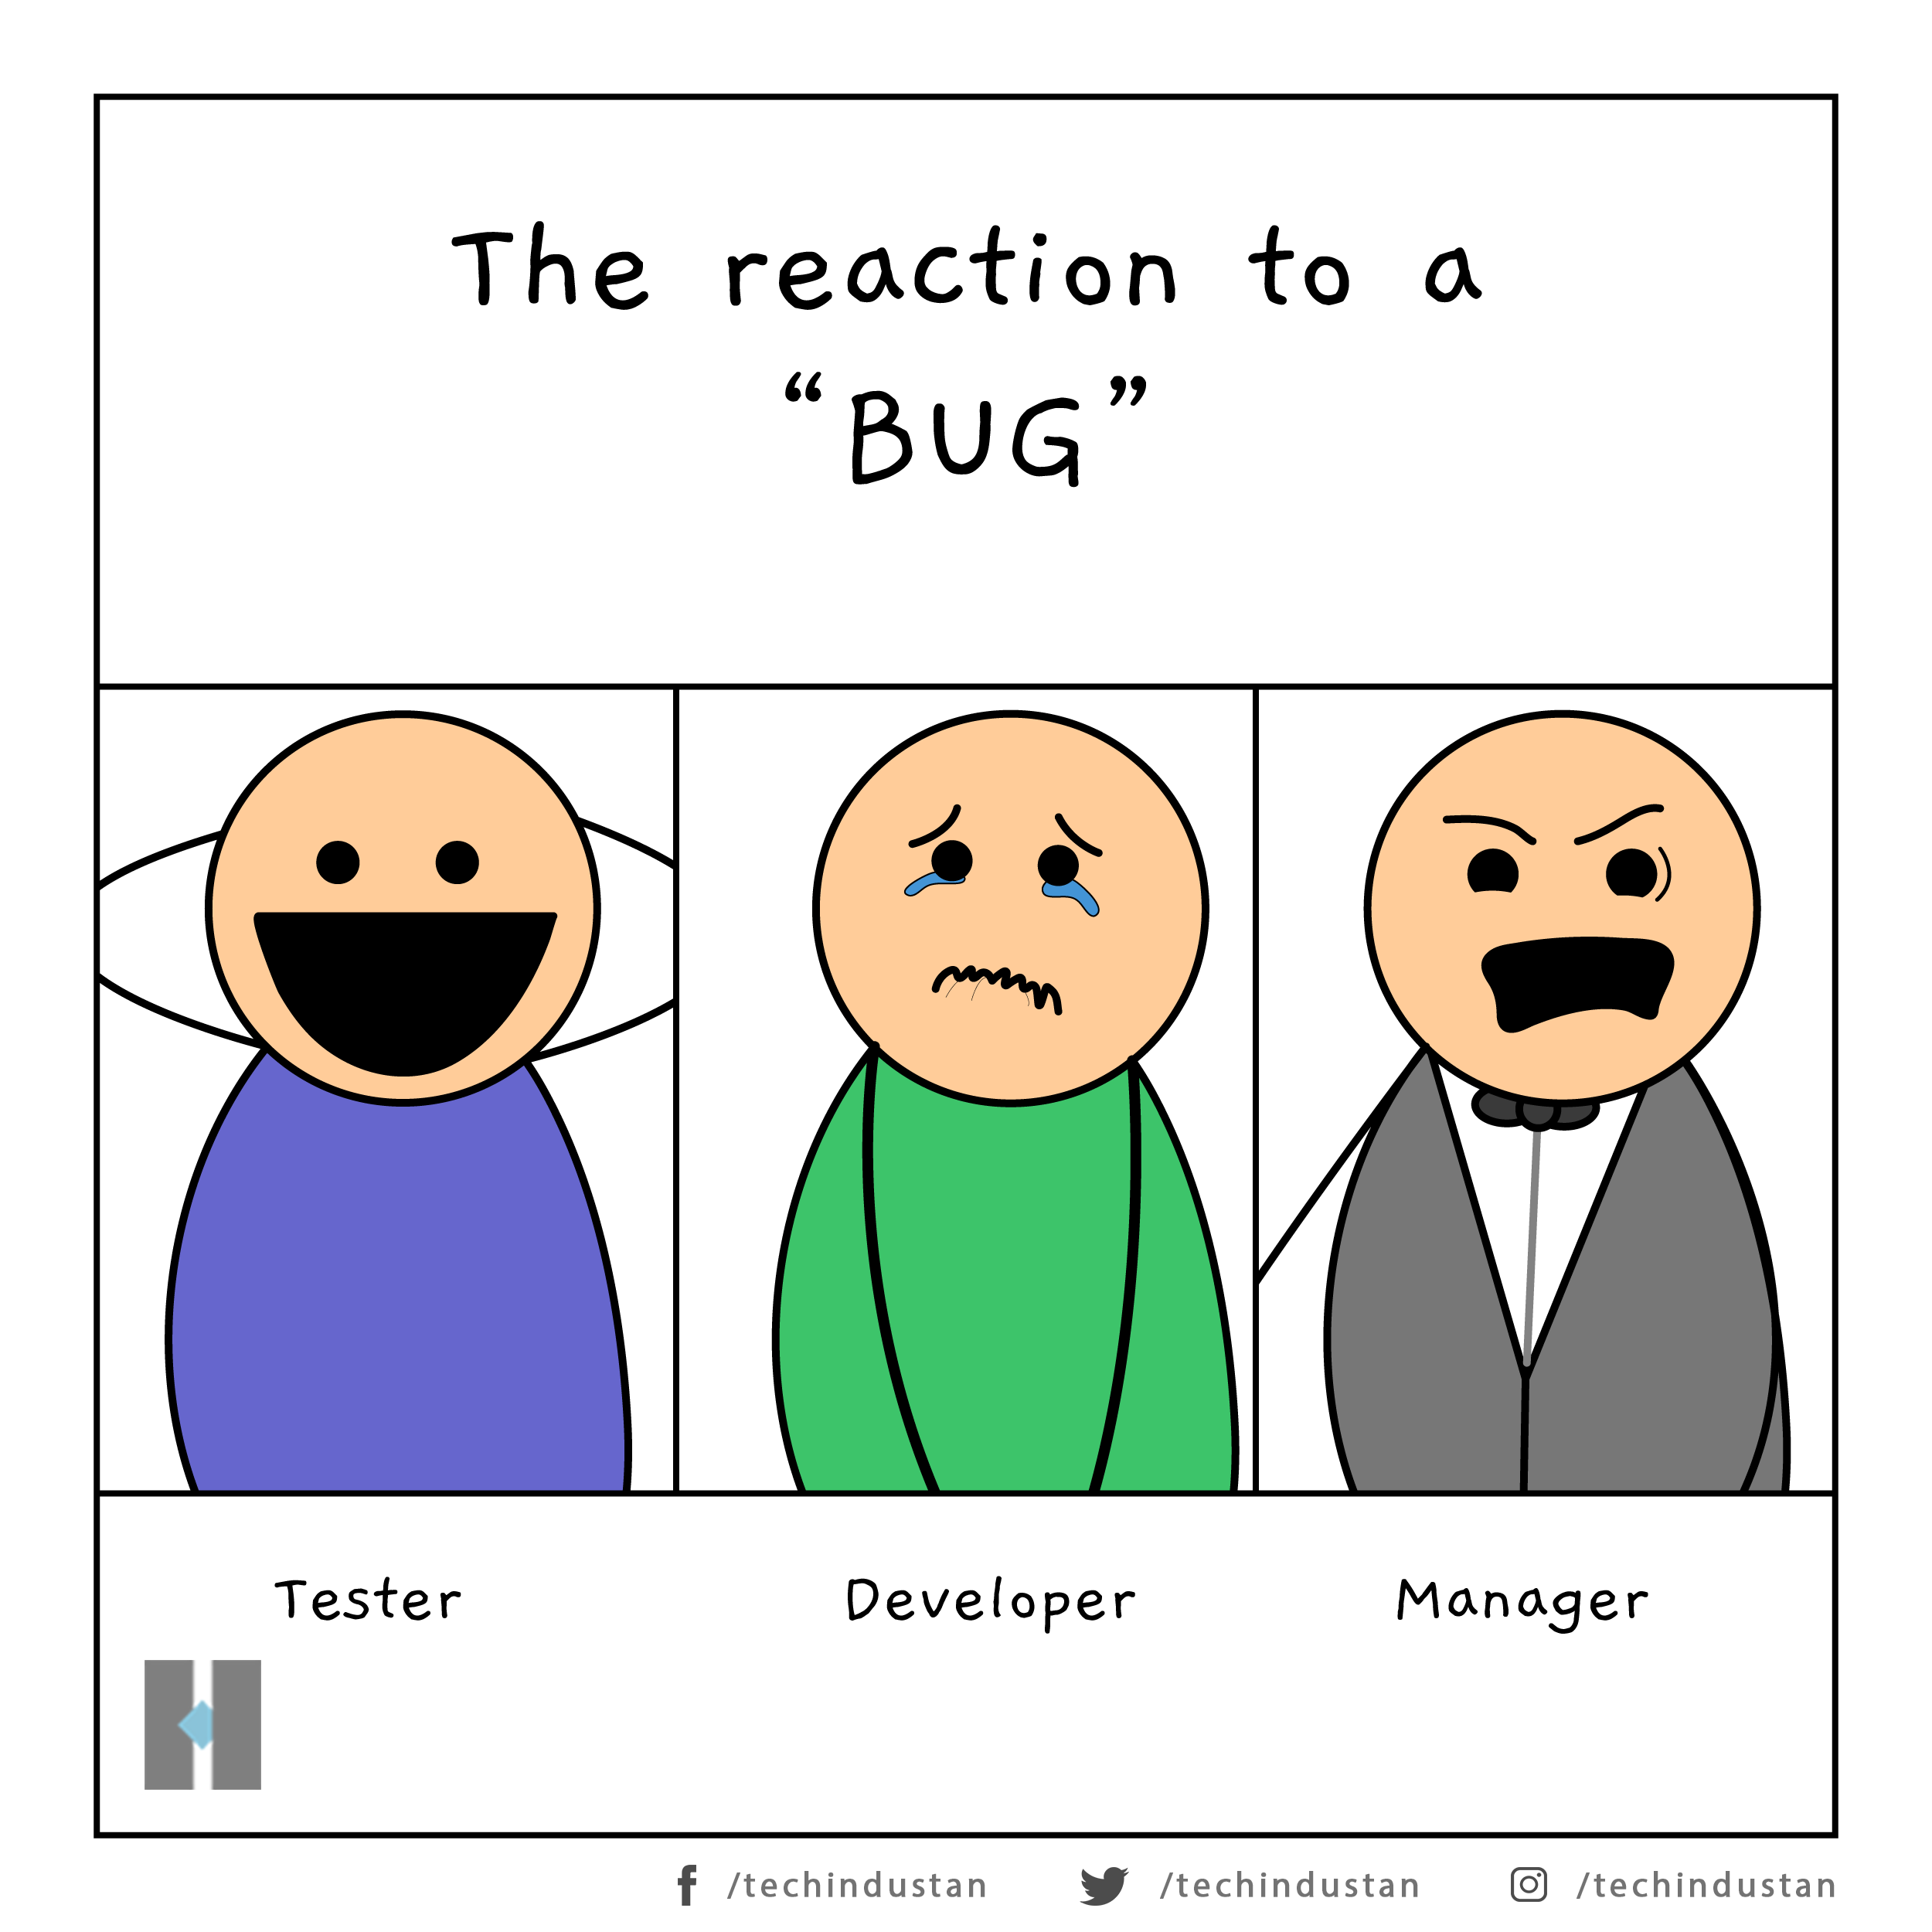 The reaction to a
“BUG”
Tester Developer Manager
/techindustan /techindustan /techindustan